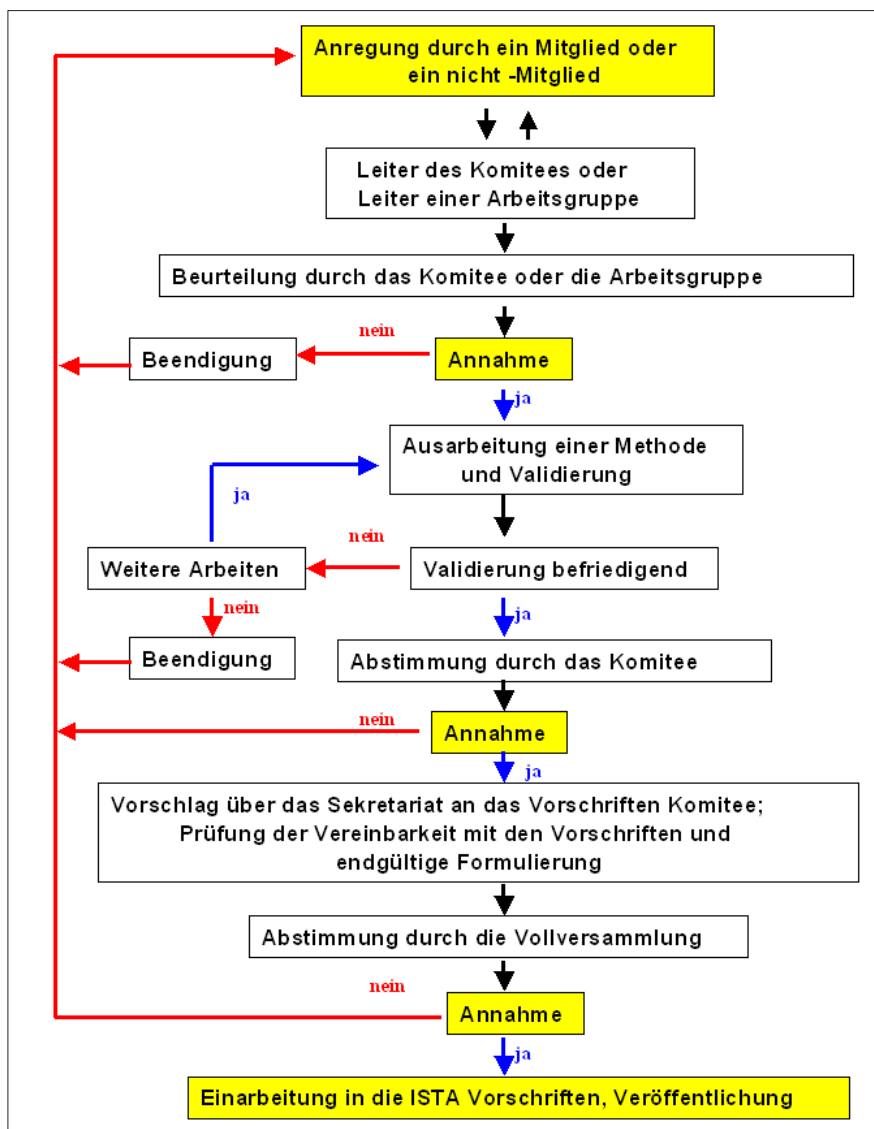 Anregung durch ein Mitglied oder
ein nicht -Mitglied
Leiter des Komitees oder
Leiter einer Arbeitsgruppe
Beurteilung durch das Komitee oder die Arbeitsgruppe
nein
Beendigung
Annahme
ja
Ausarbeitung einer Methode
und Validierung
ja
nein
Weitere Arbeiten
Validierung befriedigend
nein
ja
Beendigung
Abstimmung durch das Komitee
nein
Annahme
ja
Vorschlag über das Sekretariat an das Vorschriften Komitee;
Prüfung der Vereinbarkeit mit den Vorschriften und
endgültige Formulierung
Abstimmung durch die Vollversammlung
nein
Annahme
ja
Einarbeitung in die ISTA Vorschriften, Veröffentlichung